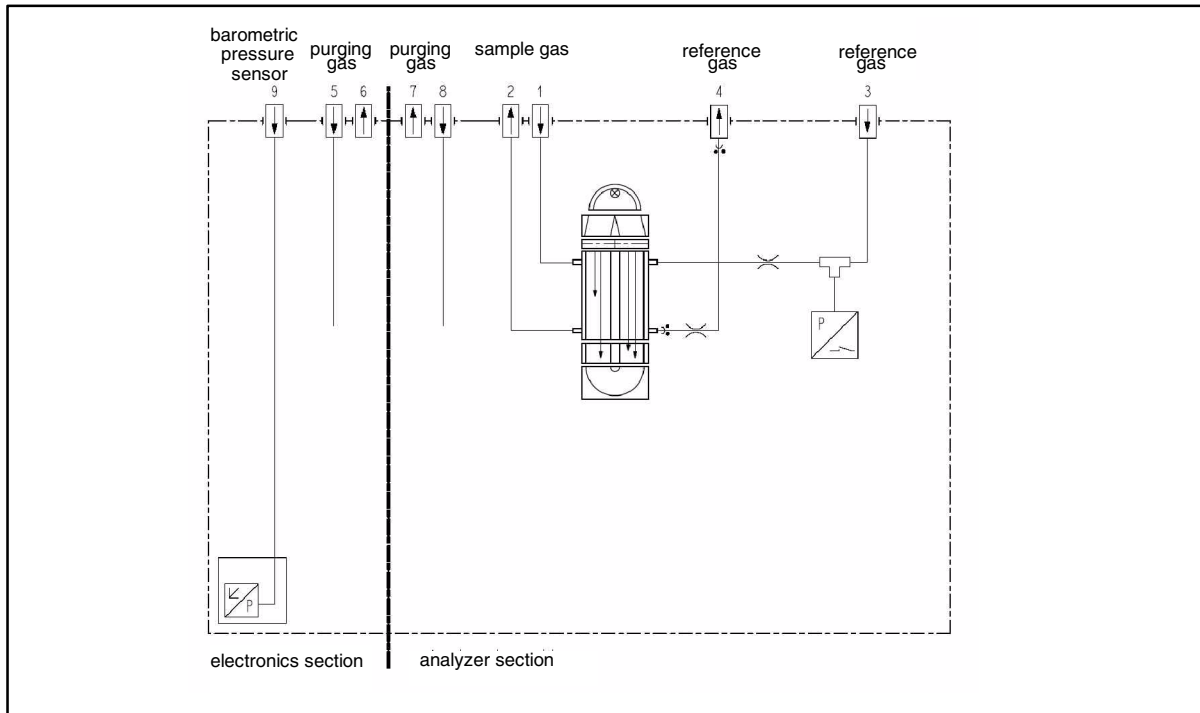 barometric
pressure
sensor
purging
gas
purging
gas
sample gas
reference
gas
reference
gas
9
5
6
7
8
2
1
4
3
P
P
electronics section
analyzer section